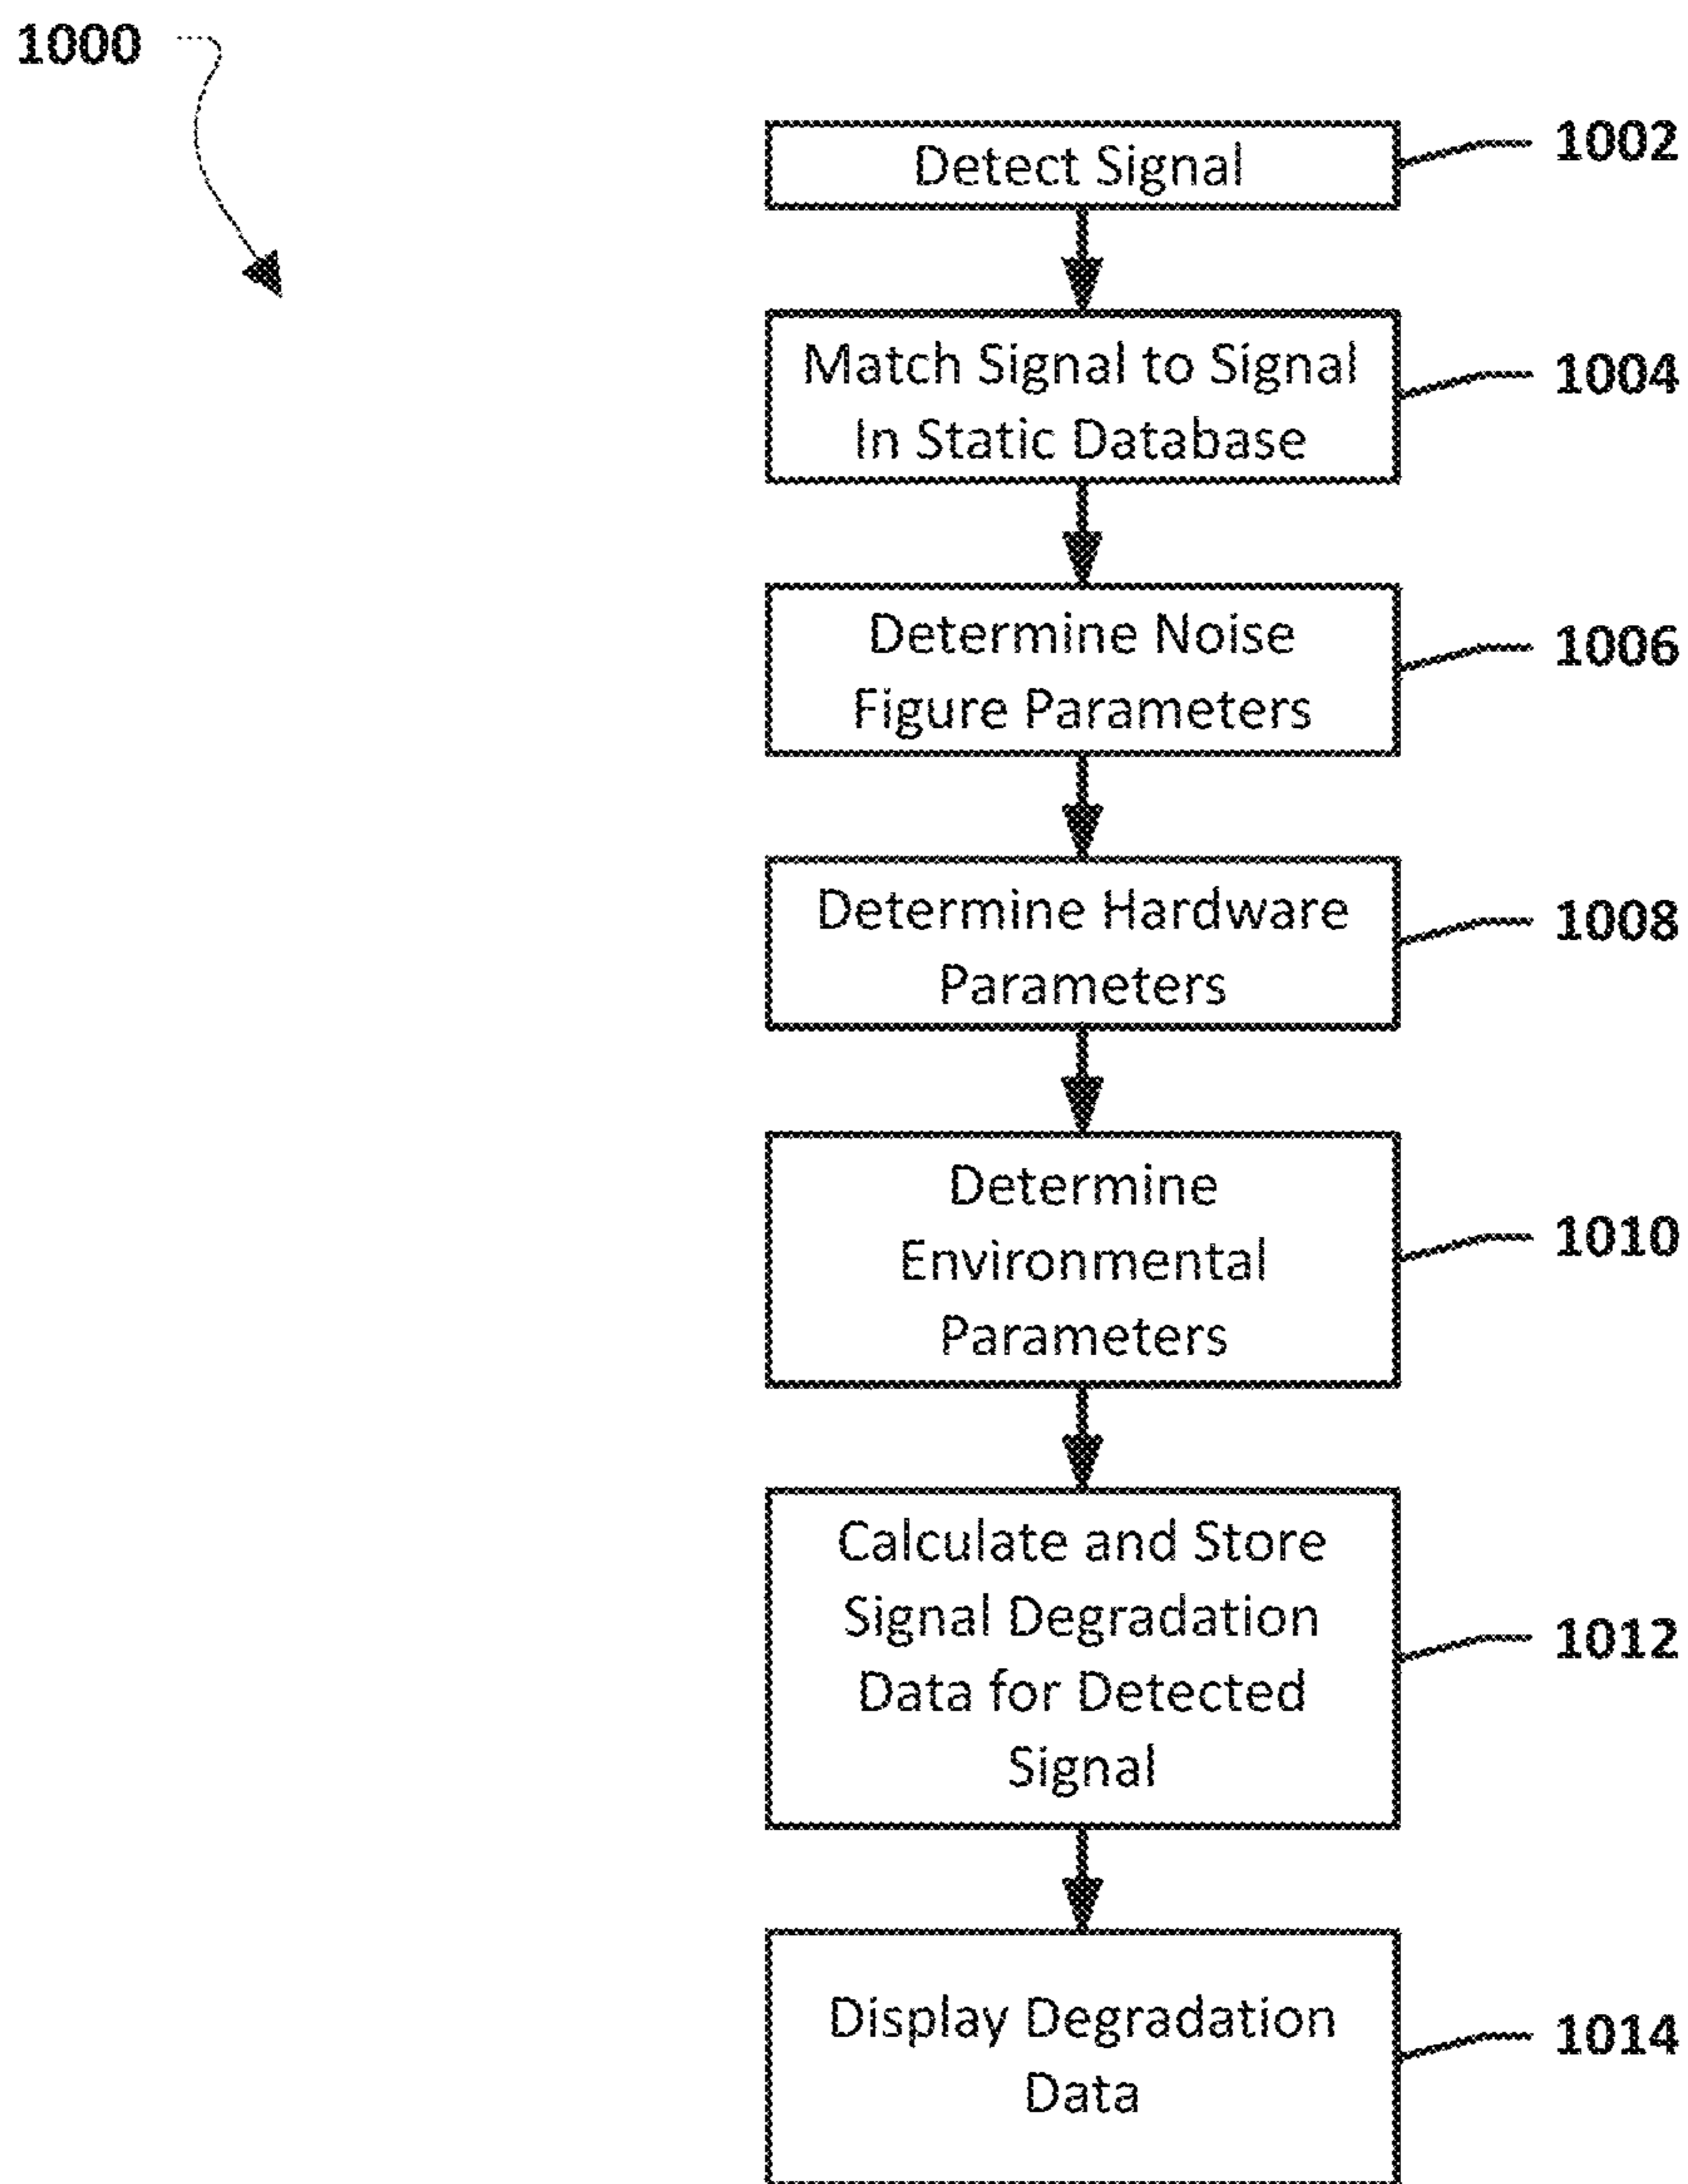 1000
Detect Signal
1002
Match Signal to Signal
In Static Database
1004
Determine Noise
Figure Parameters
1006
Determine Hardware
Parameters
1008
Determine
Environmental
Parameters
1010
Calculate and Store
Signal Degradation
Data for Detected
Signal
1012
Display Degradation
Data
1014